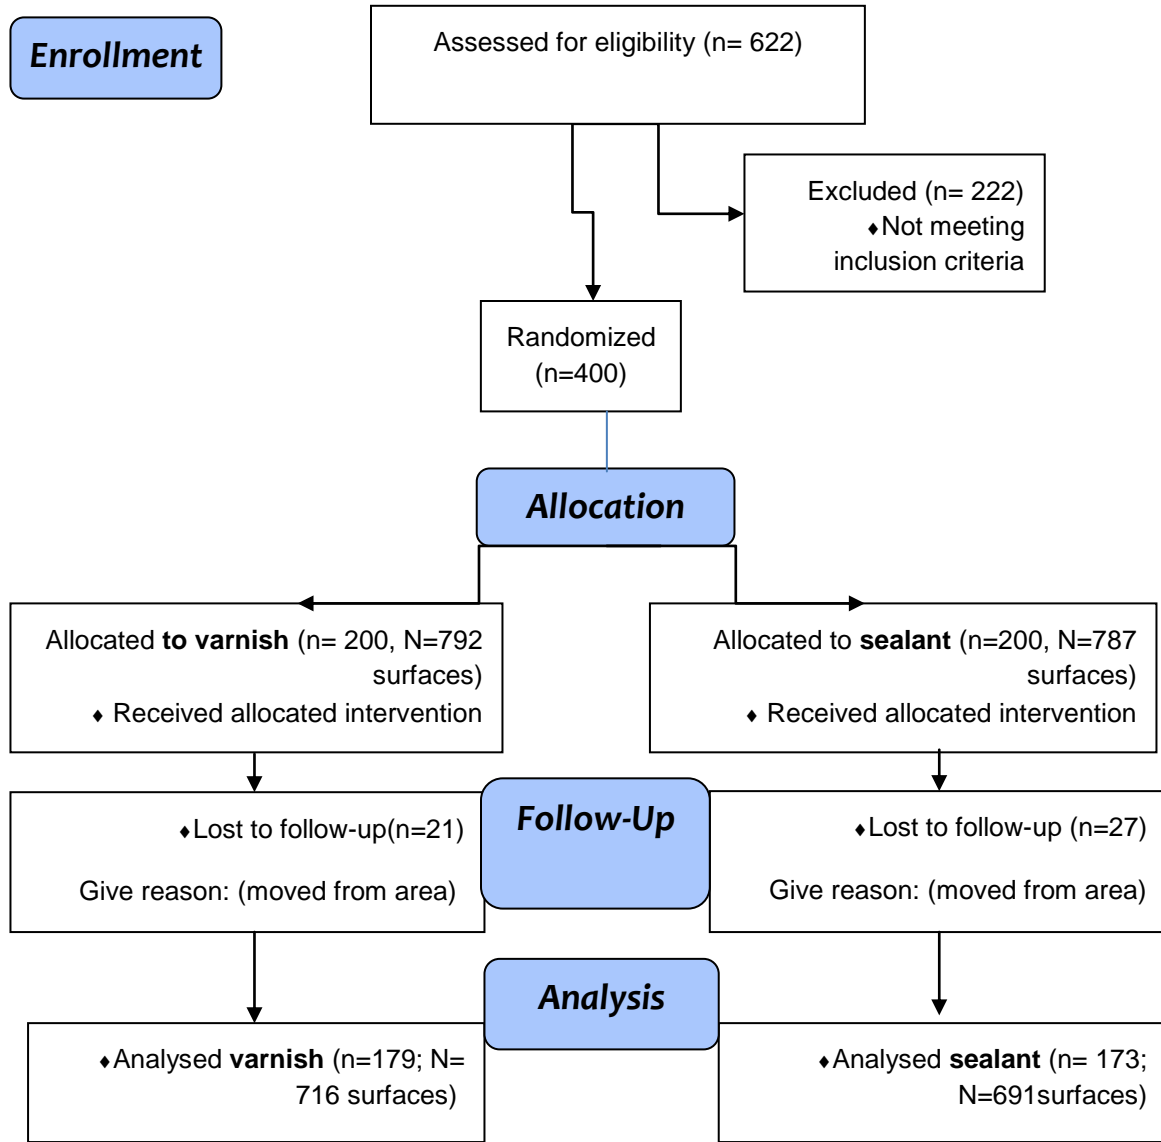 Enrollment
Assessed for eligibility (n= 622)
Excluded (n= 222)
♦Not meeting
inclusion criteria
Randomized
(n=400)
Allocation
Allocated to varnish (n= 200, N=792
surfaces)
♦ Received allocated intervention
Allocated to sealant (n=200, N=787
surfaces)
♦ Received allocated intervention
Follow-Up
♦Lost to follow-up(n=21)
Give reason: (moved from area)
♦Lost to follow-up (n=27)
Give reason: (moved from area)
Analysis
♦Analysed varnish (n=179; N=
716 surfaces)
♦Analysed sealant (n= 173;
N=691surfaces)